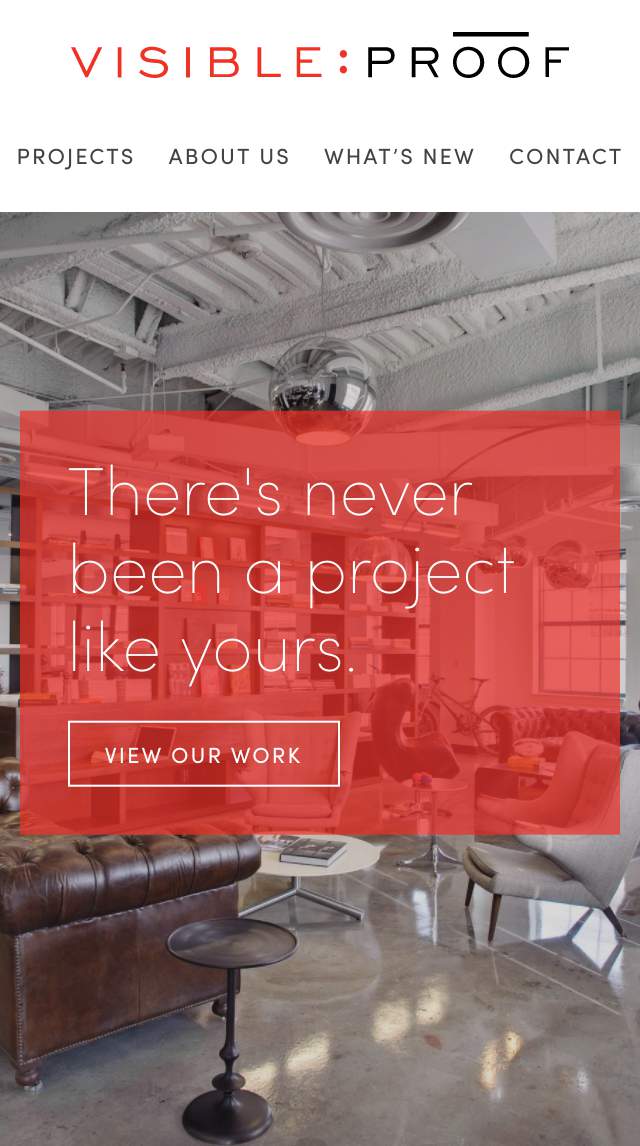 VISIBLE:PROOF
PROJECTS ABOUT US WHAT’S NEW CONTACT
There's never
been a project
like yours.
VIEW OUR WORK